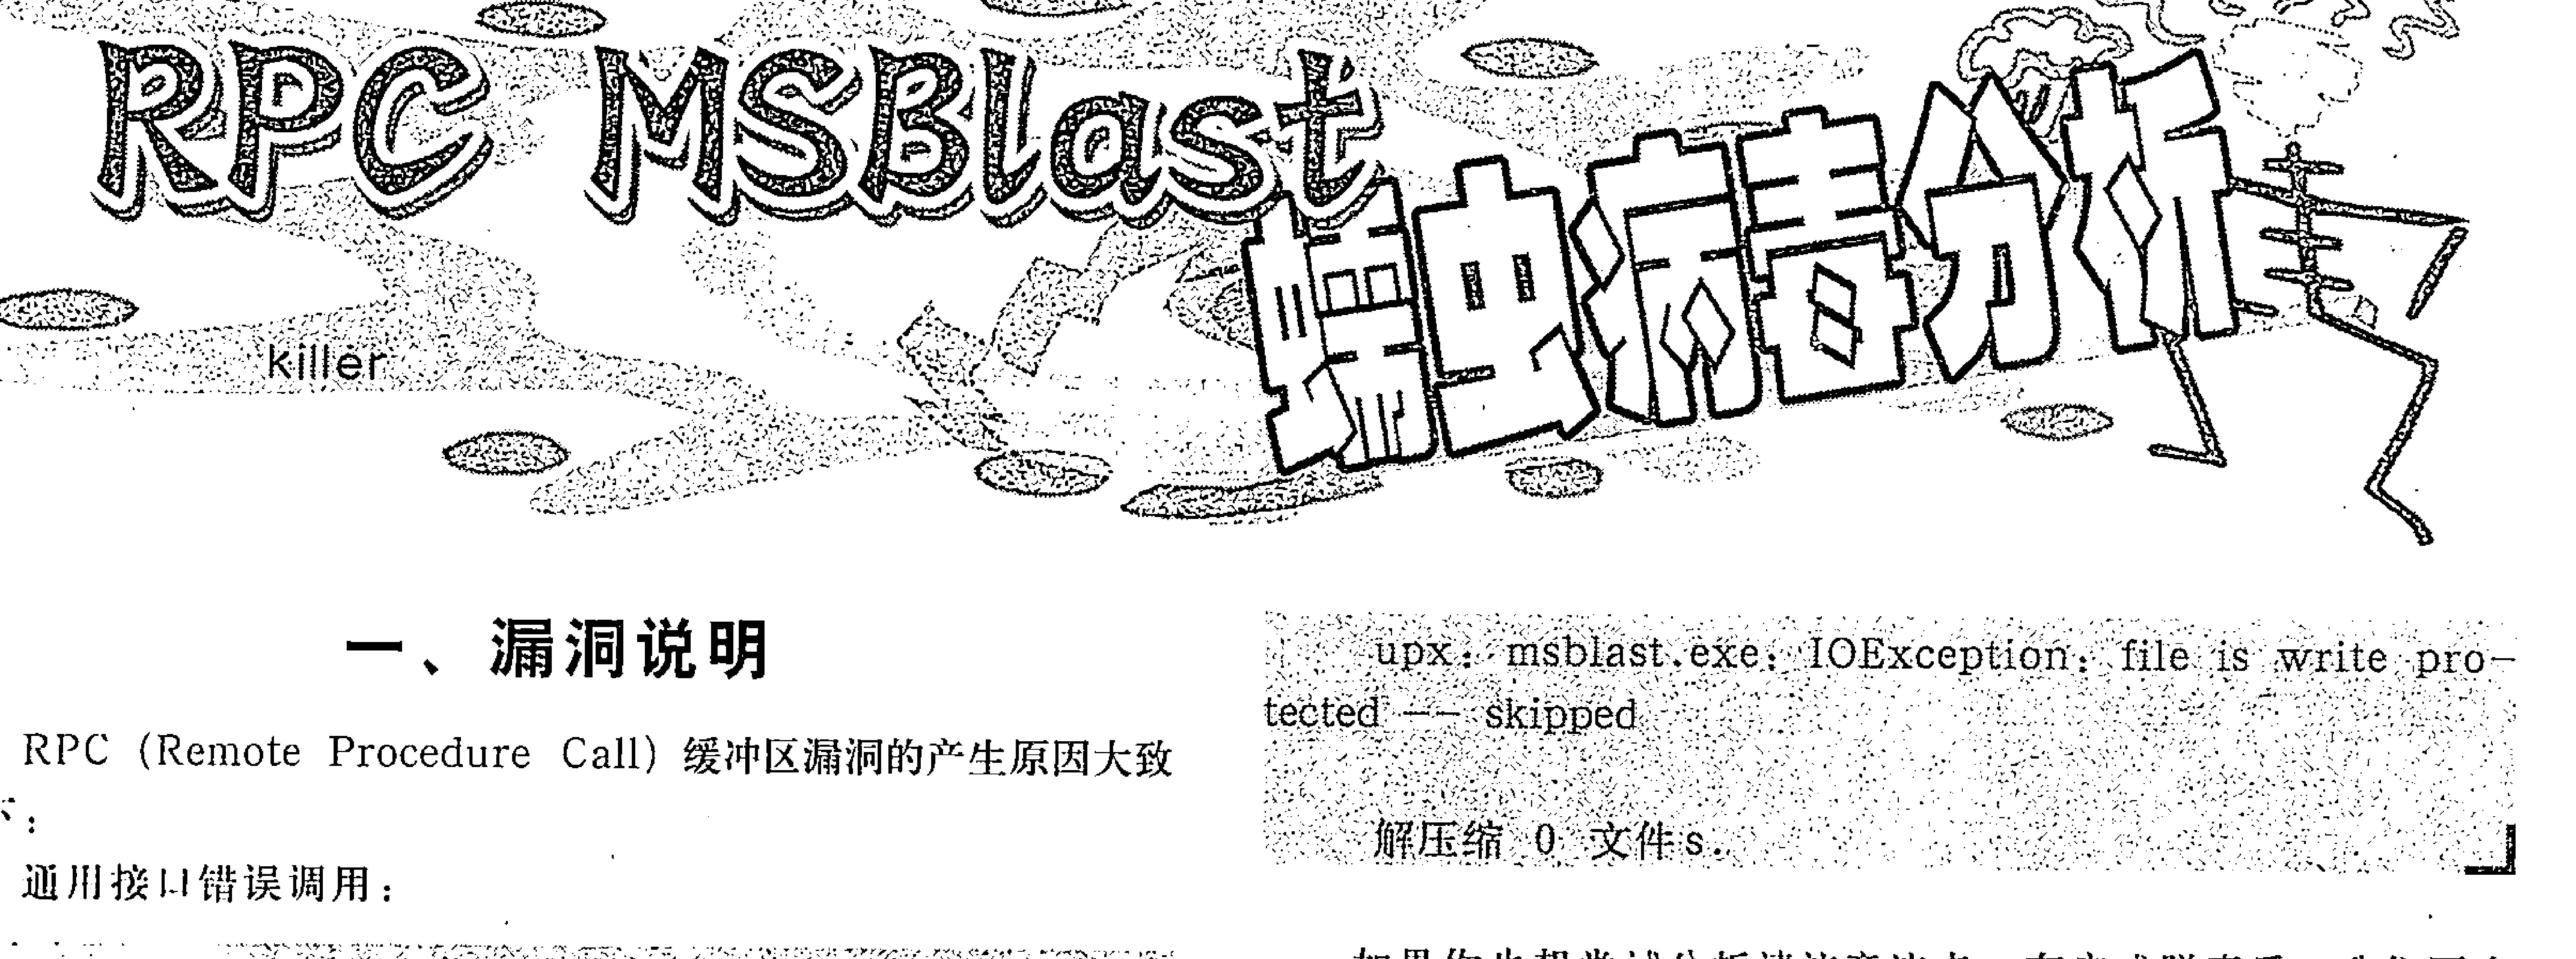 RPC MSBlast
蠕虫病毒分析
killer
一、漏洞说明
RPC (Remote Procedure Call) 缓冲区漏洞的产生原因大致
下：
通用接口错误调用：
upx: msblast.exe: IOException: file is write pro-
tected -- skipped
解压缩 0 文件s.